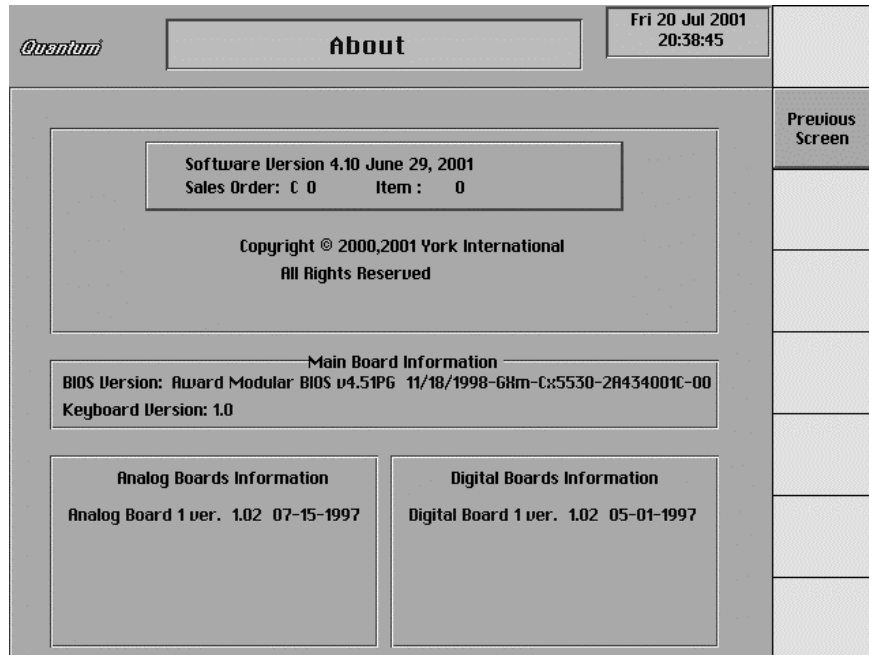 Quantum
About
Fri 20 Jul 2001
20:38:45
Previous
Screen
Software Version 4.10 June 29, 2001
Sales Order: C 0 Item : 0
Copyright © 2000,2001 York International
All Rights Reserved
Main Board Information
BIOS Version: Award Modular BIOS v4.51PG 11/18/1998-GXm-Cx5530-2A434001C-00
Keyboard Version: 1.0
Analog Boards Information
Analog Board 1 ver. 1.02 07-15-1997
Digital Boards Information
Digital Board 1 ver. 1.02 05-01-1997